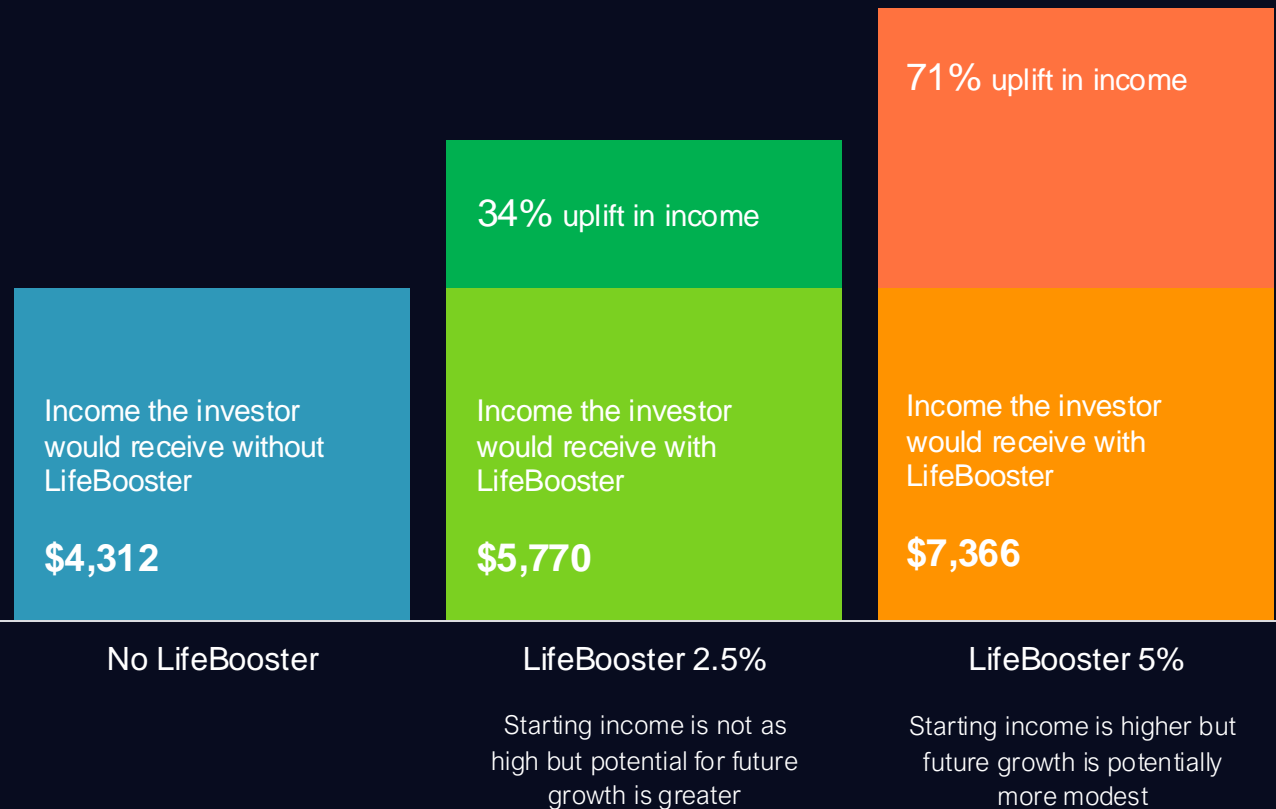 71% uplift in income
34% uplift in income
Income the investor
would receive without
LifeBooster
$4,312
Income the investor
would receive with
LifeBooster
$5,770
Income the investor
would receive with
LifeBooster
$7,366
No LifeBooster
LifeBooster 2.5%
Starting income is not as
high but potential for future
growth is greater
LifeBooster 5%
Starting income is higher but
future growth is potentially
more modest